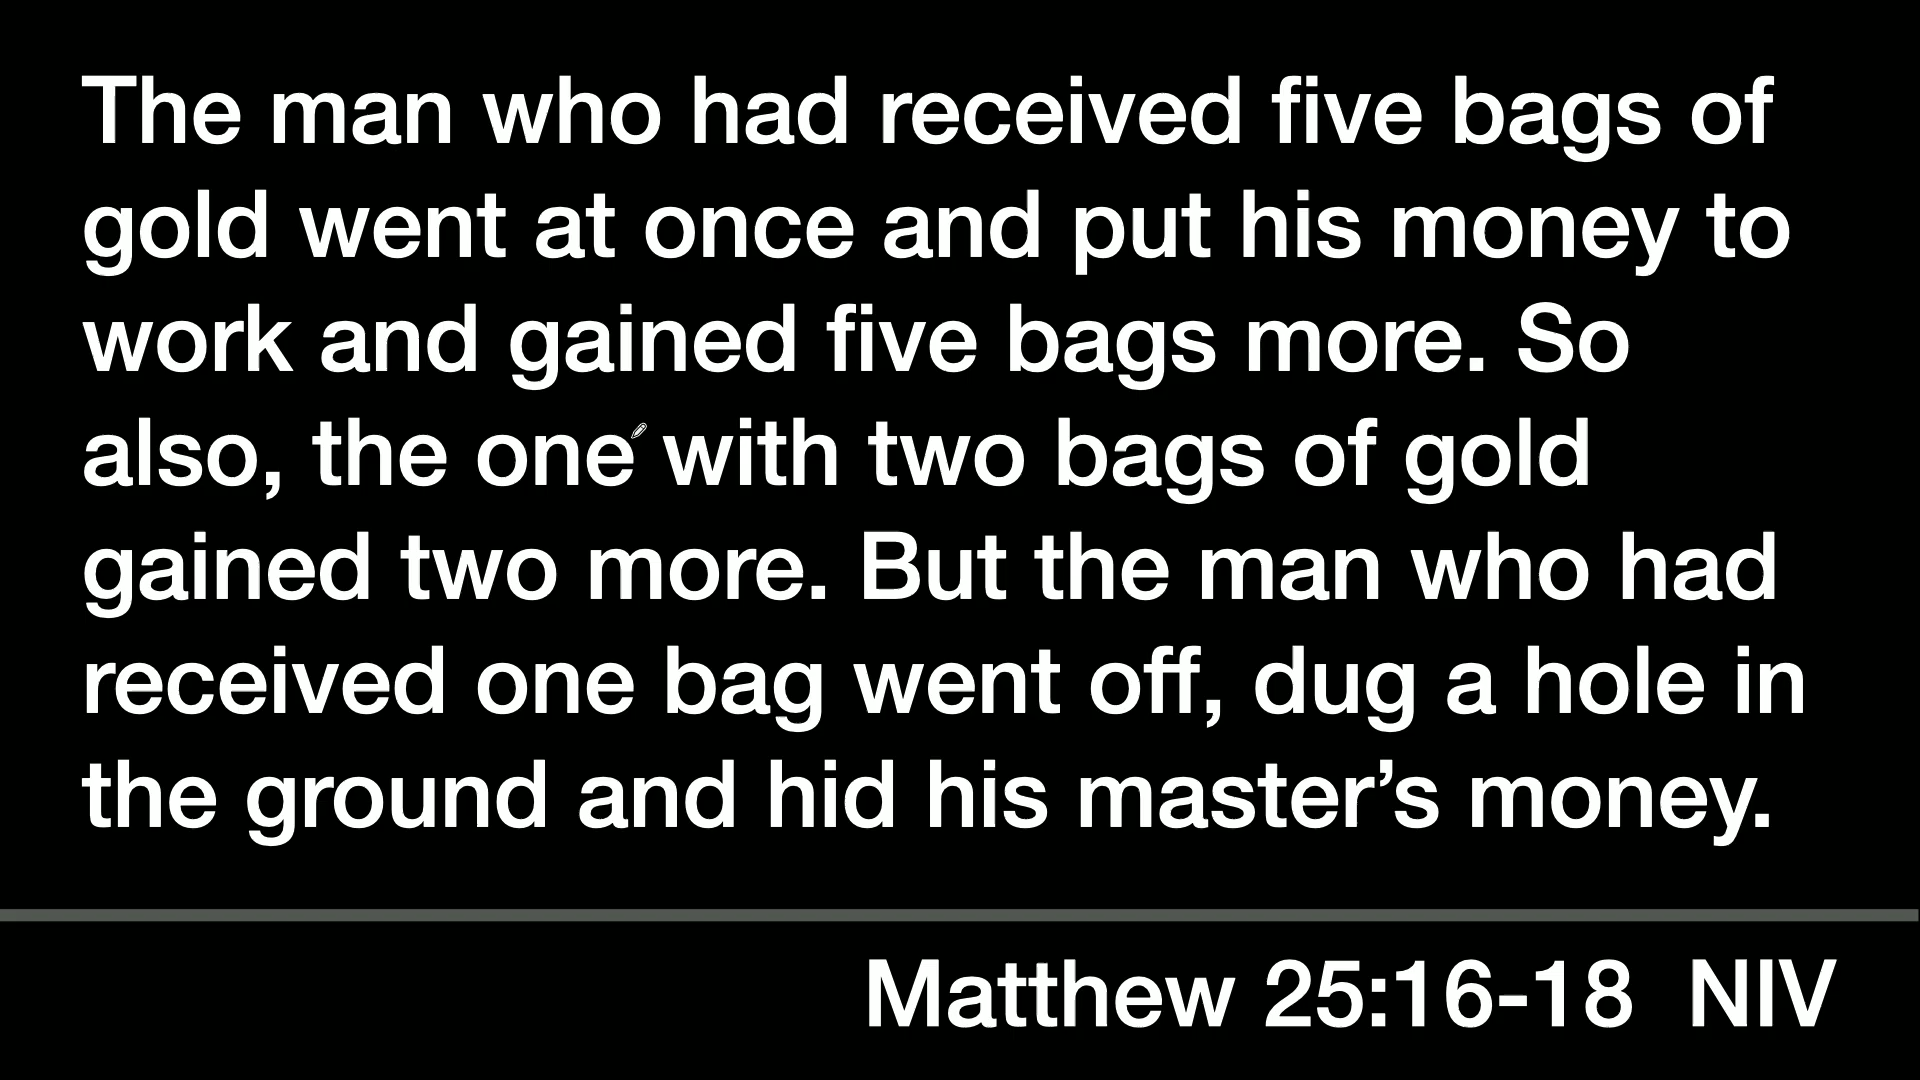 The man who had received five bags of
gold went at once and put his money to
work and gained five bags more. So
also, the one with two bags of gold
gained two more. But the man who had
received one bag went off, dug a hole in
the ground and hid his master’s money.
Matthew 25:16-18 NIV